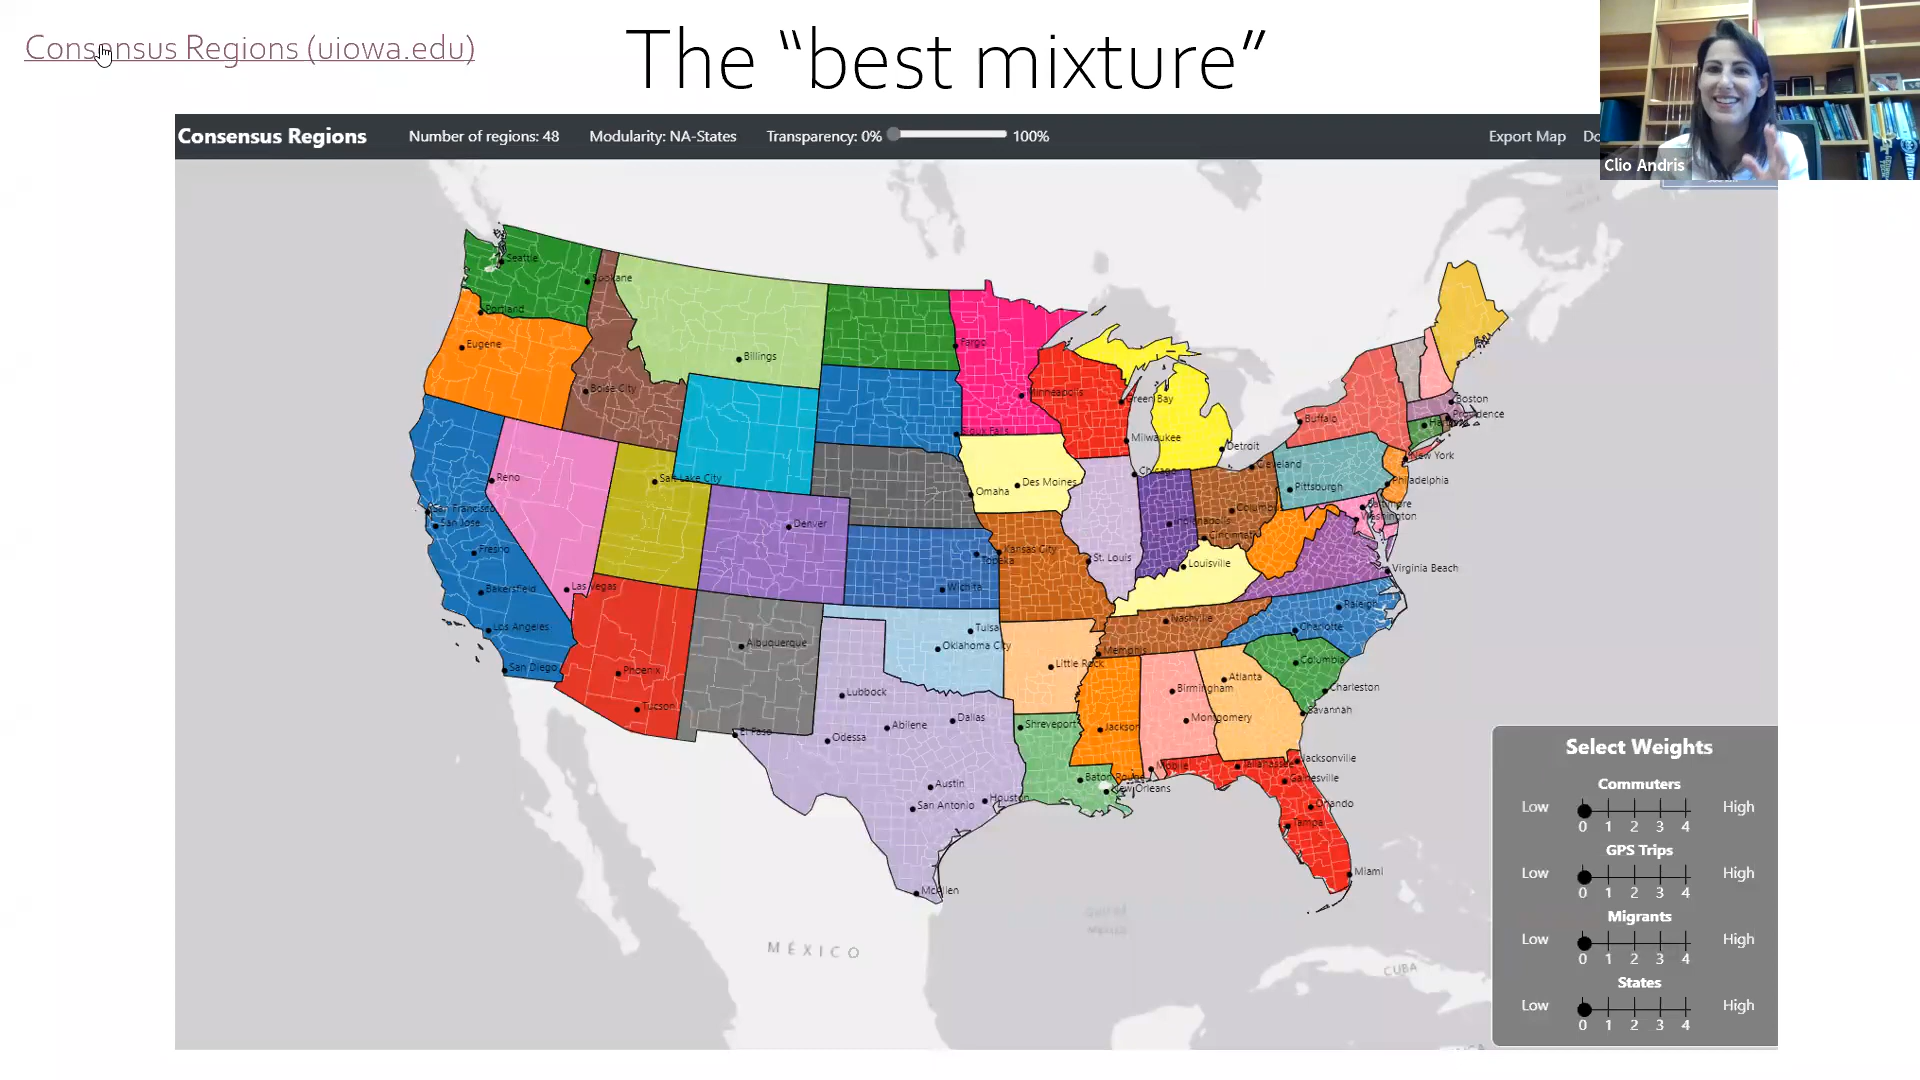 Consensus Regions (uiowa.edu)
The “best mixture”
Clio Andris
Consensus Regions
Number of regions: 48
Modularity: NA-States
Transparency: 0%
100%
Export Map
Seattle
Spokane
Portland
Eugene
Billings
Boise City
Fargo
Minneapolis
Green Bay
Sioux Falls
Milwaukee
Detroit
Buffalo
Boston
Providence
New York
Cleveland
Chicago
Philadelphia
Pittsburgh
Reno
Salt Lake City
Omaha
Des Moines
Baltimore
Washington
Columbus
Indianapolis
Cincinnati
San Francisco
San Jose
Denver
Fresno
Kansas City
Topeka
St. Louis
Louisville
Virginia Beach
Bakersfield
Las Vegas
Wichita
Raleigh
Los Angeles
Tulsa
Nashville
Charlotte
San Diego
Albuquerque
Oklahoma City
Memphis
Little Rock
Columbia
Phoenix
Atlanta
Tucson
Lubbock
Birmingham
Charleston
Savannah
Abilene
Dallas
Shreveport
Jackson
Montgomery
El Paso
Odessa
Mobile
Tallahassee
Jacksonville
Gainesville
Austin
Baton Rouge
New Orleans
San Antonio
Houston
Orlando
Tampa
Miami
McAllen
MÉXICO
CUBA
Select Weights
Commuters
Low
High
0 1 2 3 4
GPS Trips
Low
High
0 1 2 3 4
Migrants
Low
High
0 1 2 3 4
States
Low
High
0 1 2 3 4